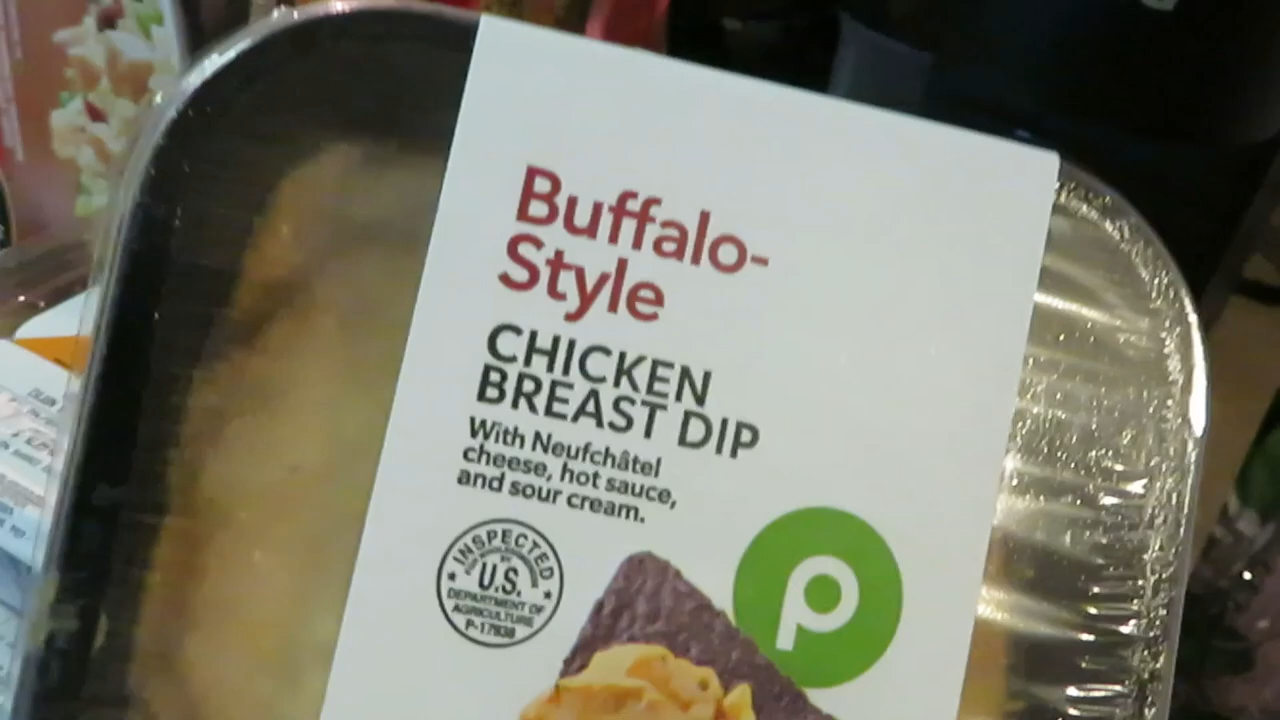 Buffalo-
Style
CHICKEN
BREAST DIP
With Neufchâtel
cheese, hot sauce,
and sour cream.
INSPECTED
U.S.
DEPARTMENT OF
AGRICULTURE
P-17938
p